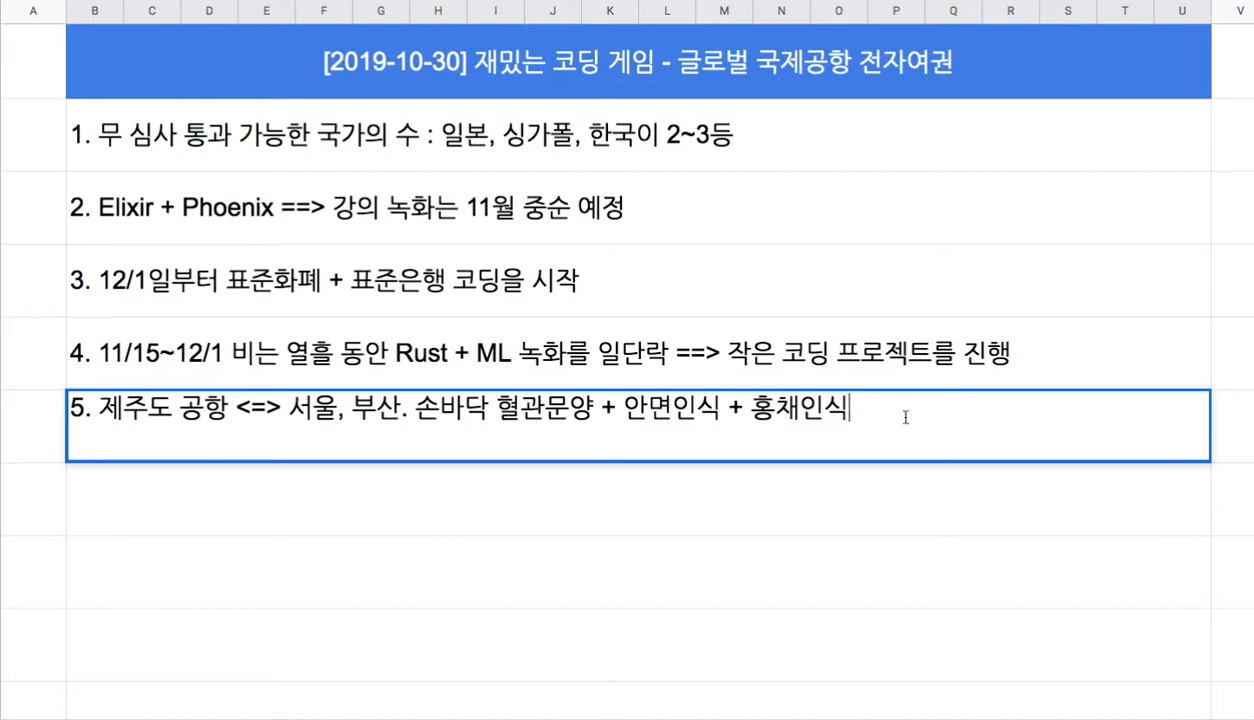 A B C D E F G H I J K L M N O P Q R S T U V
[2019-10-30] 재밌는 코딩 게임 - 글로벌 국제공항 전자여권
1. 무 심사 통과 가능한 국가의 수 : 일본, 싱가폴, 한국이 2~3등
2. Elixir + Phoenix ==> 강의 녹화는 11월 중순 예정
3. 12/1일부터 표준화폐 + 표준은행 코딩을 시작
4. 11/15~12/1 비는 열흘 동안 Rust + ML 녹화를 일단락 ==> 작은 코딩 프로젝트를 진행
5. 제주도 공항 <=> 서울, 부산. 손바닥 혈관문양 + 안면인식 + 홍채인식